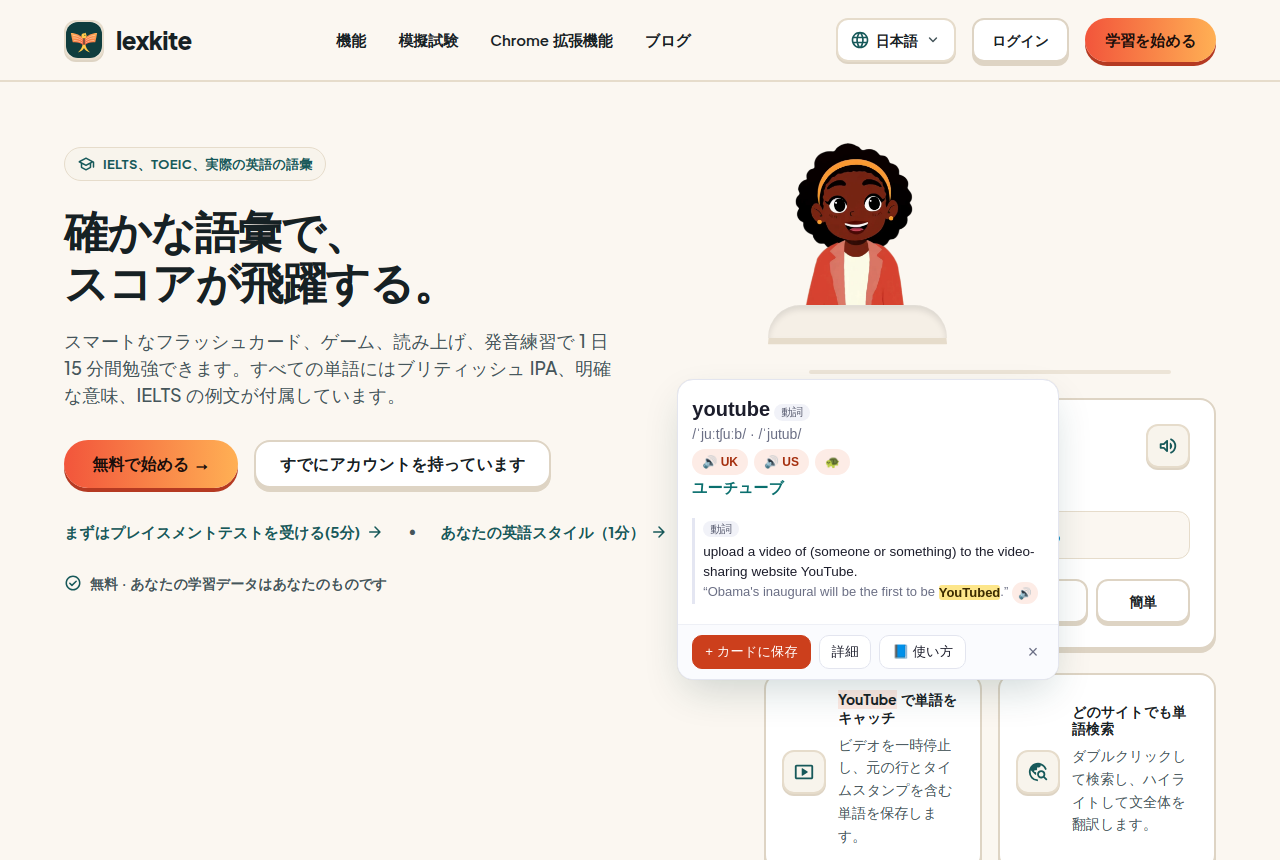 lexkite
機能
模擬試験
Chrome 拡張機能
ブログ
日本語
ログイン
学習を始める
IELTS、TOEIC、実際の英語の語彙
確かな語彙で、
スコアが飛躍する。
スマートなフラッシュカード、ゲーム、読み上げ、発音練習で 1 日
15 分間勉強できます。すべての単語にはブリティッシュ IPA、明確
な意味、IELTS の例文が付属しています。
無料で始める →
すでにアカウントを持っています
まずはプレイスメントテストを受ける(5分) →
•
あなたの英語スタイル（1分） →
無料 · あなたの学習データはあなたのものです
youtube 動詞
/ˈjuːtʃuːb/ · /ˈjutub/
🔊 UK
🔊 US
🐢
ユーチューブ
動詞
upload a video of (someone or something) to the video-
sharing website YouTube.
“Obama's inaugural will be the first to be YouTubed.” 🔊
+ カードに保存
詳細
📘 使い方
×
簡単
YouTube で単語を
キャッチ
ビデオを一時停止
し、元の行とタイ
ムスタンプを含む
単語を保存しま
す。
どのサイトでも単
語検索
ダブルクリックし
て検索し、ハイラ
イトして文全体を
翻訳します。